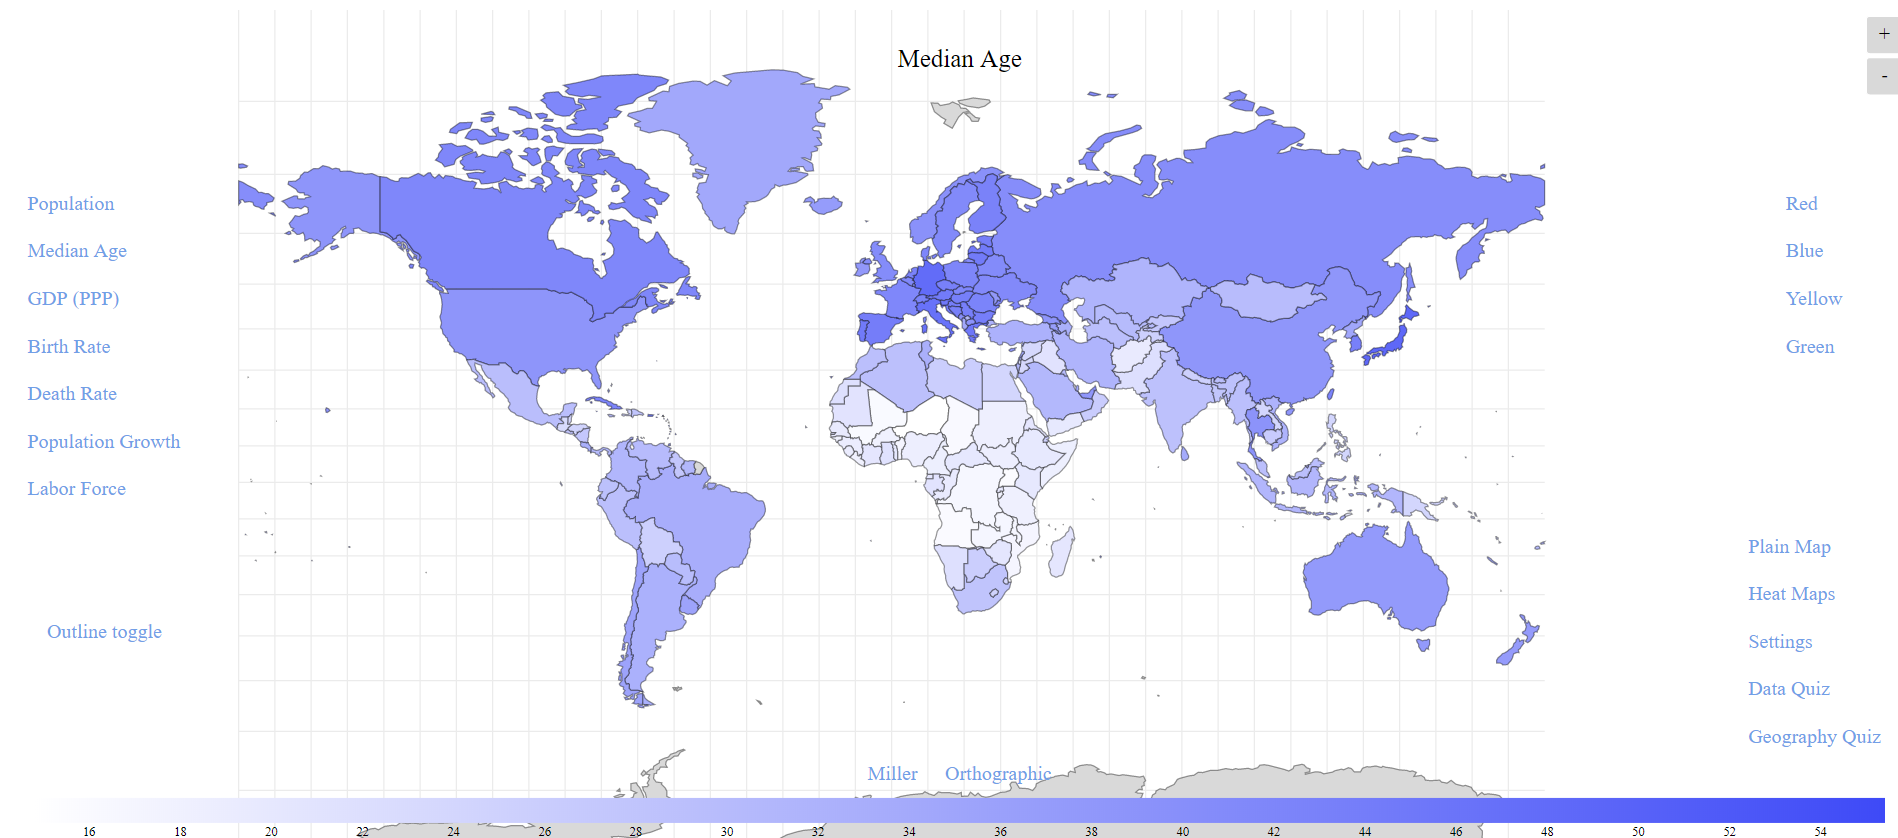 Median Age
+
-
Population
Median Age
GDP (PPP)
Birth Rate
Death Rate
Population Growth
Labor Force
Outline toggle
Red
Blue
Yellow
Green
Plain Map
Heat Maps
Settings
Data Quiz
Geography Quiz
Miller Orthographic
16 18 20 22 24 26 28 30 32 34 36 38 40 42 44 46 48 50 52 54